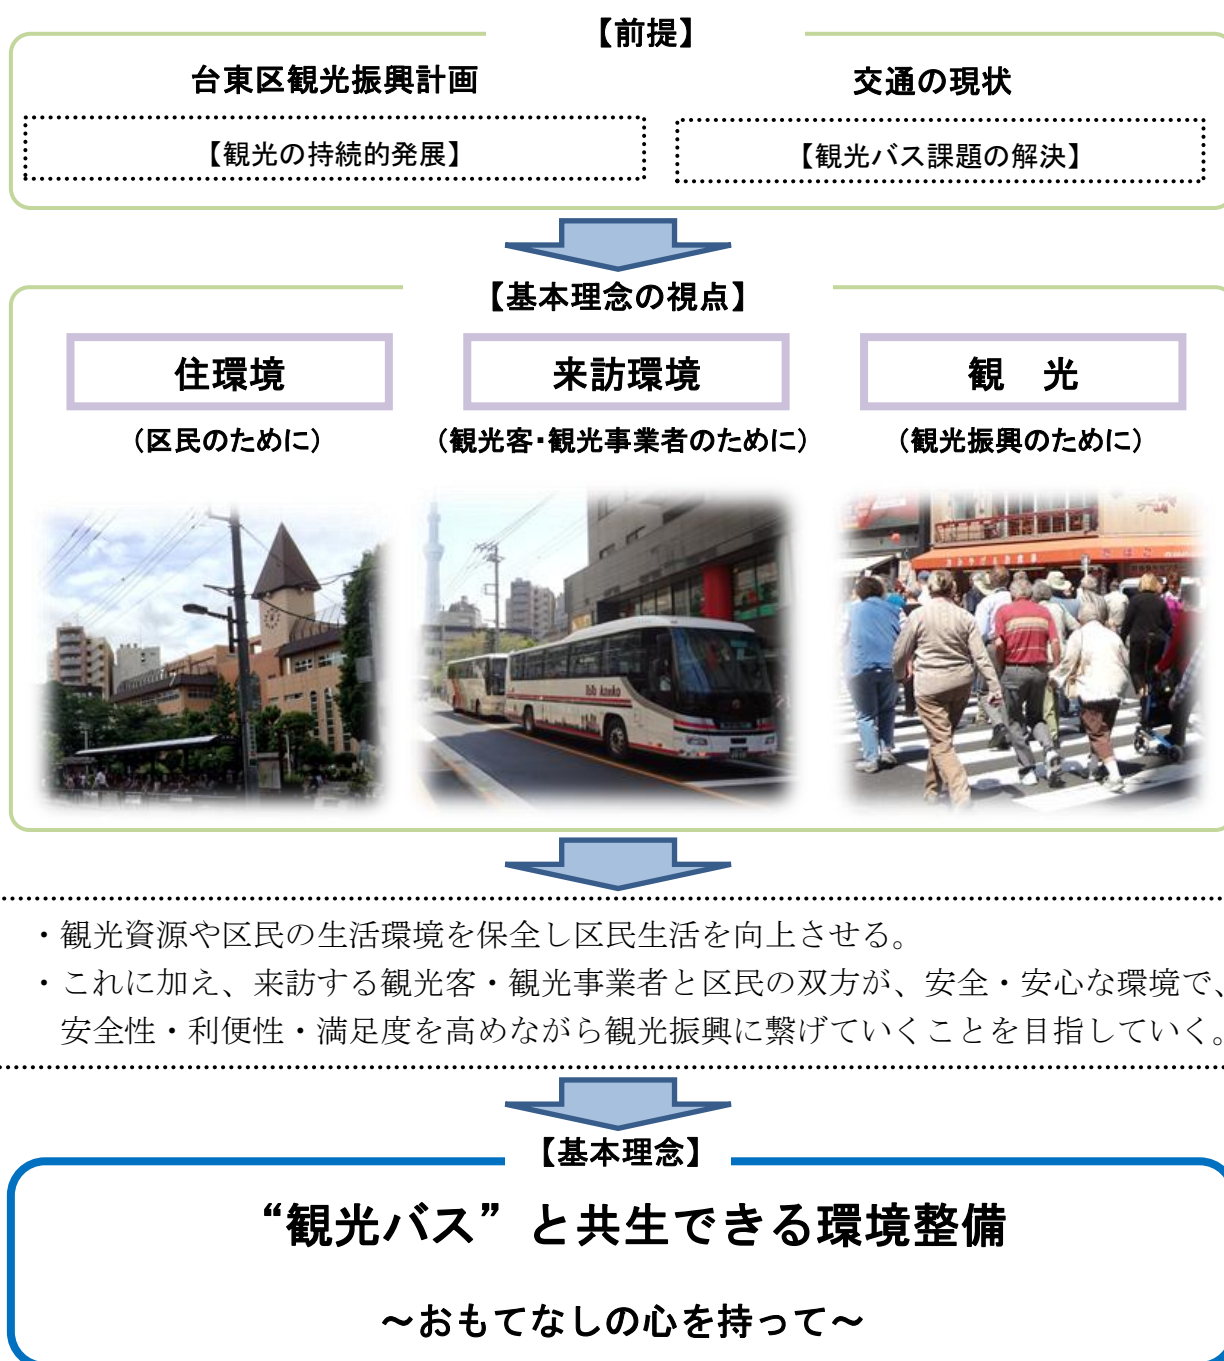 【前提】
台東区観光振興計画
交通の現状
【観光の持続的発展】
【観光バス課題の解決】
【基本理念の視点】
住環境
来訪環境
観　光
（区民のために）
（観光客・観光事業者のために）
（観光振興のために）
・観光資源や区民の生活環境を保全し区民生活を向上させる。
・これに加え、来訪する観光客・観光事業者と区民の双方が、安全・安心な環境で、
安全性・利便性・満足度を高めながら観光振興に繋げていくことを目指していく。
【基本理念】
“観光バス”と共生できる環境整備
～おもてなしの心を持って～